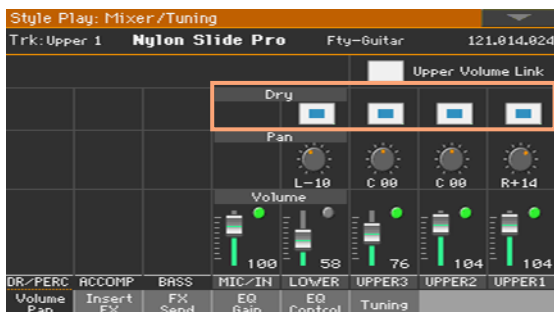 Style Play: Mixer/Tuning
Trk: Upper 1 Nylon Slide Pro Fty-Guitar 121.014.024
Upper Volume Link
Dry
Pan
L-10 C 00 C 00 R+14
Volume
100 58 76 104 104
DR/PERC ACCOMP BASS MIC/IN LOWER UPPER3 UPPER2 UPPER1
Volume Pan Insert FX FX Send EQ Gain EQ Control Tuning